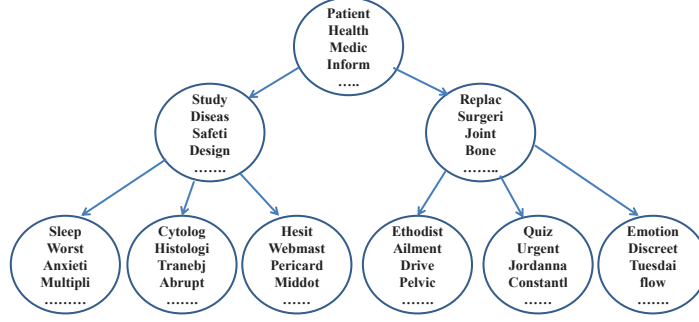 Patient
Health
Medic
Inform
.....
Study
Diseas
Safeti
Design
.......
Replac
Surgeri
Joint
Bone
........
Sleep
Worst
Anxieti
Multipli
..........
Cytolog
Histologi
Tranebj
Abrupt
.......
Hesit
Webmast
Pericard
Middot
......
Ethodist
Ailment
Drive
Pelvic
.......
Quiz
Urgent
Jordanna
Constantl
......
Emotion
Discreet
Tuesdai
flow
.......